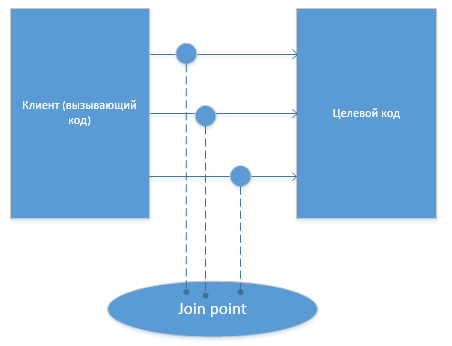 Клиент (вызывающий
код)
Целевой код
Join point